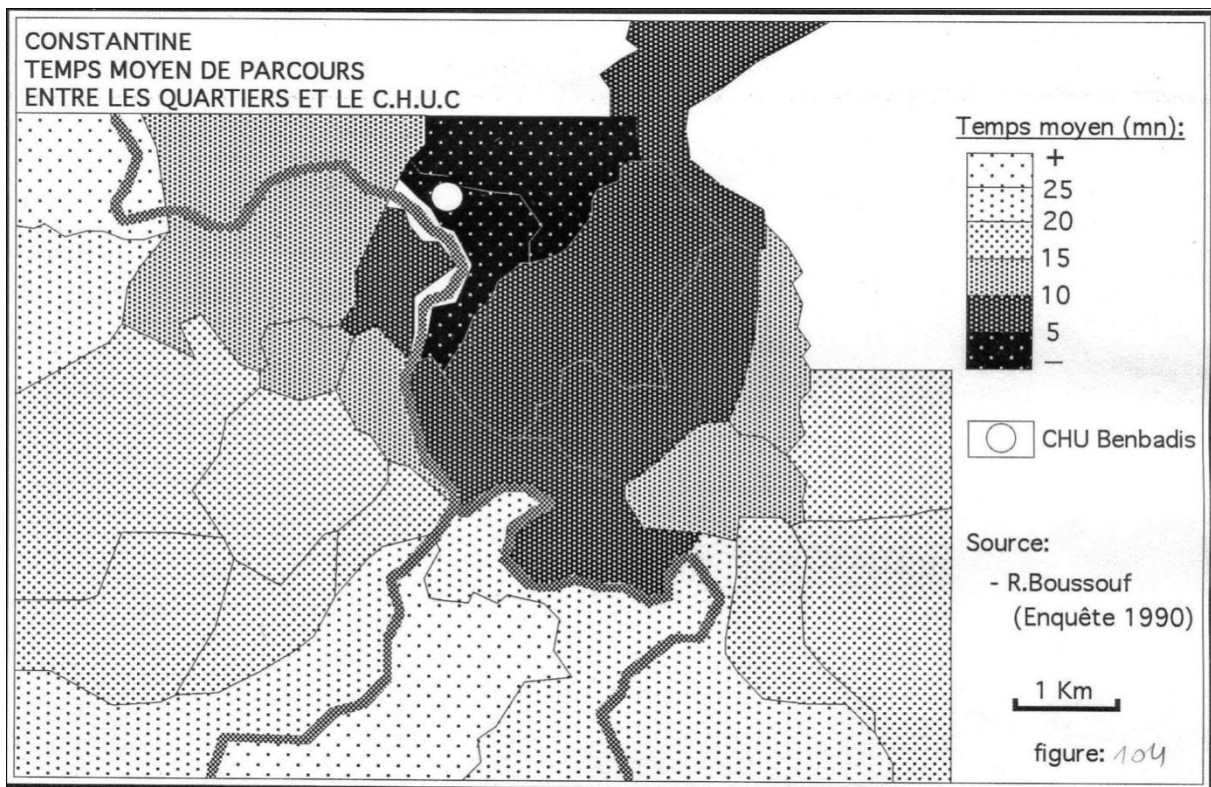 CONSTANTINE
TEMPS MOYEN DE PARCOURS
ENTRE LES QUARTIERS ET LE C.H.U.C
Temps moyen (mn):
+
25
20
15
10
5
—
CHU Benbadis
Source:
- R.Boussouf
(Enquête 1990)
1 Km
figure: 104